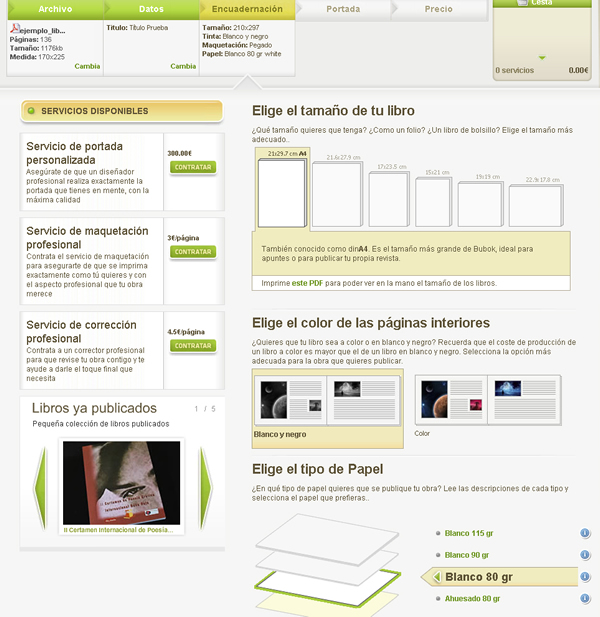 Archivo
Datos
Encuadernación
Portada
Precio
Cesta
ejemplo_lib...
Páginas: 136
Tamaño: 1176kb
Medida: 170x225
Cambia
Titulo: Título Prueba
Cambia
Tamaño: 210x297
Tinta: Blanco y negro
Maquetación: Pegado
Papel: Blanco 80 gr white
0 servicios 0.00€
SERVICIOS DISPONIBLES
Servicio de portada
personalizada
Asegúrate de que un diseñador
profesional realiza exactamente la
portada que tienes en mente, con la
máxima calidad
300.00€
CONTRATAR
Servicio de maquetación
profesional
Contrata el servicio de maquetación
para asegurarte de que se imprima
exactamente como tú quieres y con
el aspecto profesional que tu obra
merece
3€/página
CONTRATAR
Servicio de corrección
profesional
Contrata a un corrector profesional
para que revise tu obra contigo y te
ayude a darle el toque final que
necesita
4.5€/página
CONTRATAR
Libros ya publicados
1 / 5
Pequeña colección de libros publicados
II Certamen Internacional de Poesía...
Elige el tamaño de tu libro
¿Qué tamaño quieres que tenga? ¿Como un folio? ¿Un libro de bolsillo? Elige el tamaño más
adecuado..
21x29.7 cm A4
21.6x27.9 cm
17x23.5 cm
15x21 cm
19x19 cm
22.9x17.8 cm
También conocido como dinA4. Es el tamaño más grande de Bubok, ideal para
apuntes o para publicar tu propia revista.
Imprime este PDF para poder ver en la mano el tamaño de los libros.
Elige el color de las páginas interiores
¿Quieres que tu libro sea a color o en blanco y negro? Recuerda que el coste de producción de
un libro a color es mayor que el de un libro en blanco y negro. Selecciona la opción más
adecuada para la obra que quieres publicar.
Blanco y negro
Color
Elige el tipo de Papel
¿En qué tipo de papel quieres que se publique tu obra? Lee las descripciones de cada tipo y
selecciona el papel que prefieras..
Blanco 115 gr
Blanco 90 gr
Blanco 80 gr
Ahuesado 80 gr